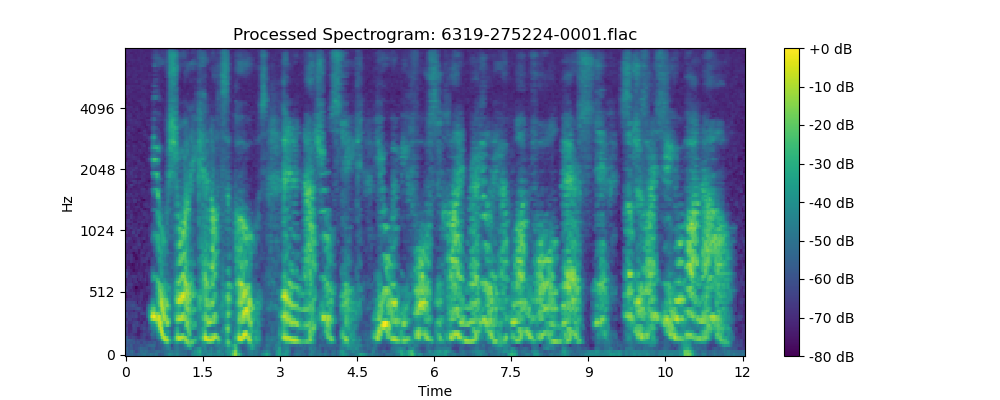 Processed Spectrogram: 6319-275224-0001.flac
Hz
4096
2048
1024
512
0
0 1.5 3 4.5 6 7.5 9 10 12
Time
+0 dB
-10 dB
-20 dB
-30 dB
-40 dB
-50 dB
-60 dB
-70 dB
-80 dB